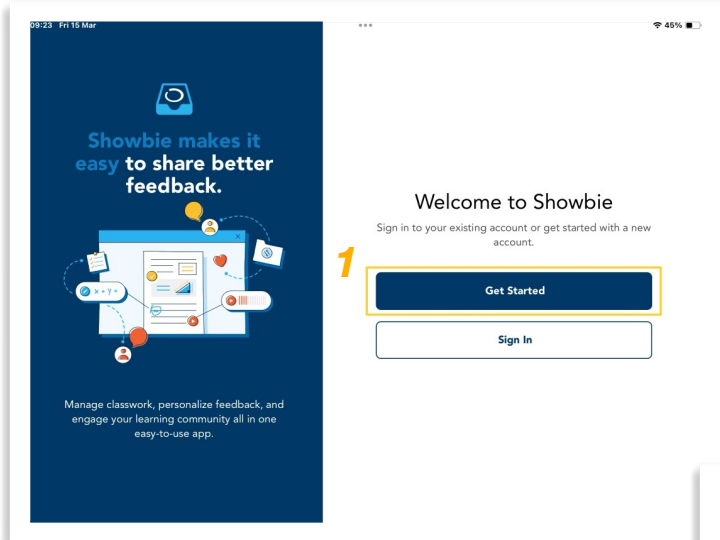 09:23 Fri 15 Mar
45%
Showbie makes it
easy to share better
feedback.
x + y =
Manage classwork, personalize feedback, and
engage your learning community all in one
easy-to-use app.
Welcome to Showbie
Sign in to your existing account or get started with a new
account.
1
Get Started
Sign In